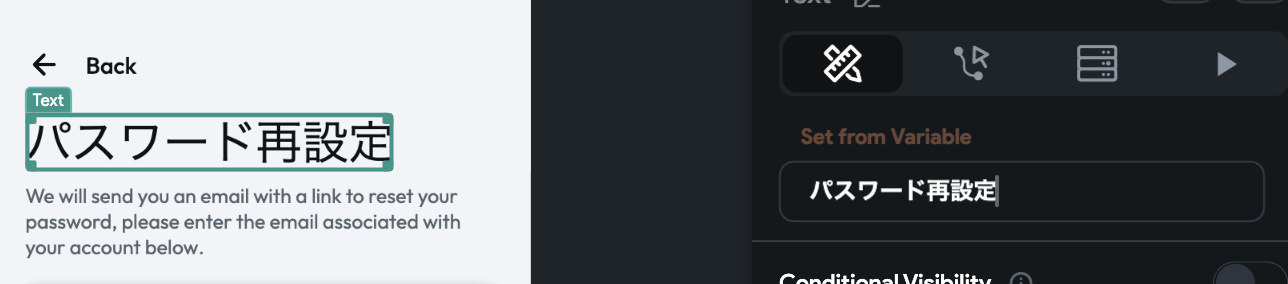 Back
Text
パスワード再設定
We will send you an email with a link to reset your
password, please enter the email associated with
your account below.
Text
Set from Variable
パスワード再設定
Conditional Visibility